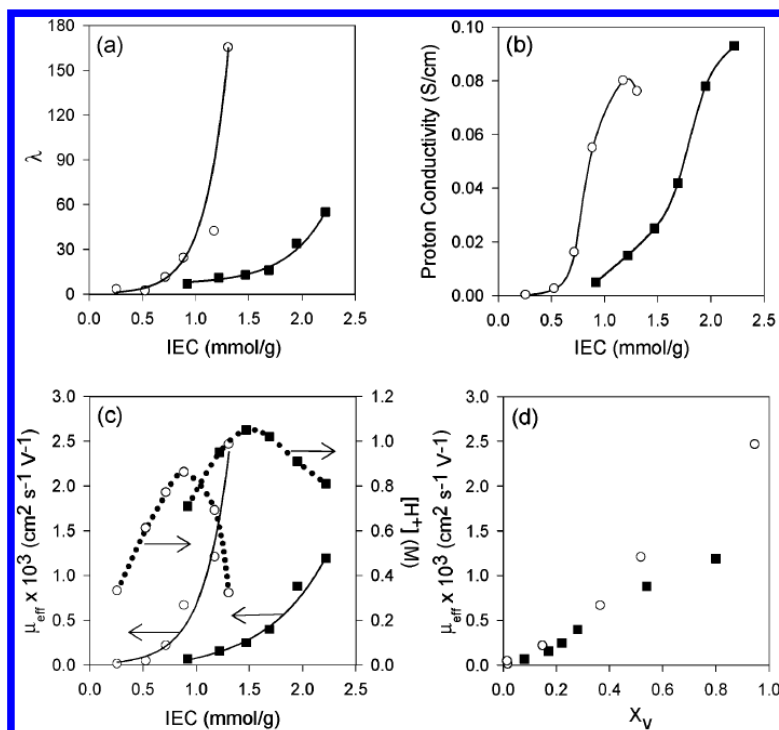 (a)
180
150
120
90
60
30
0
λ
0.0 0.5 1.0 1.5 2.0 2.5
IEC (mmol/g)
(b)
0.10
0.08
0.06
0.04
0.02
0.00
Proton Conductivity (S/cm)
0.0 0.5 1.0 1.5 2.0 2.5
IEC (mmol/g)
(c)
3.0
2.5
2.0
1.5
1.0
0.5
0.0
μeff x 10³ (cm² s⁻¹ V⁻¹)
1.2
1.0
0.8
0.6
0.4
0.2
0.0
[H⁺] (M)
0.0 0.5 1.0 1.5 2.0 2.5
IEC (mmol/g)
(d)
3.0
2.5
2.0
1.5
1.0
0.5
0.0
μeff x 10³ (cm² s⁻¹ V⁻¹)
0.0 0.2 0.4 0.6 0.8 1.0
Xv